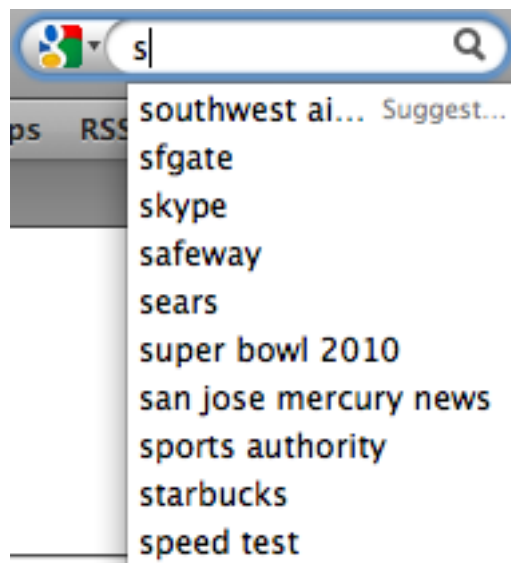 s
southwest ai... Suggest...
ps RSS
sfgate
skype
safeway
sears
super bowl 2010
san jose mercury news
sports authority
starbucks
speed test